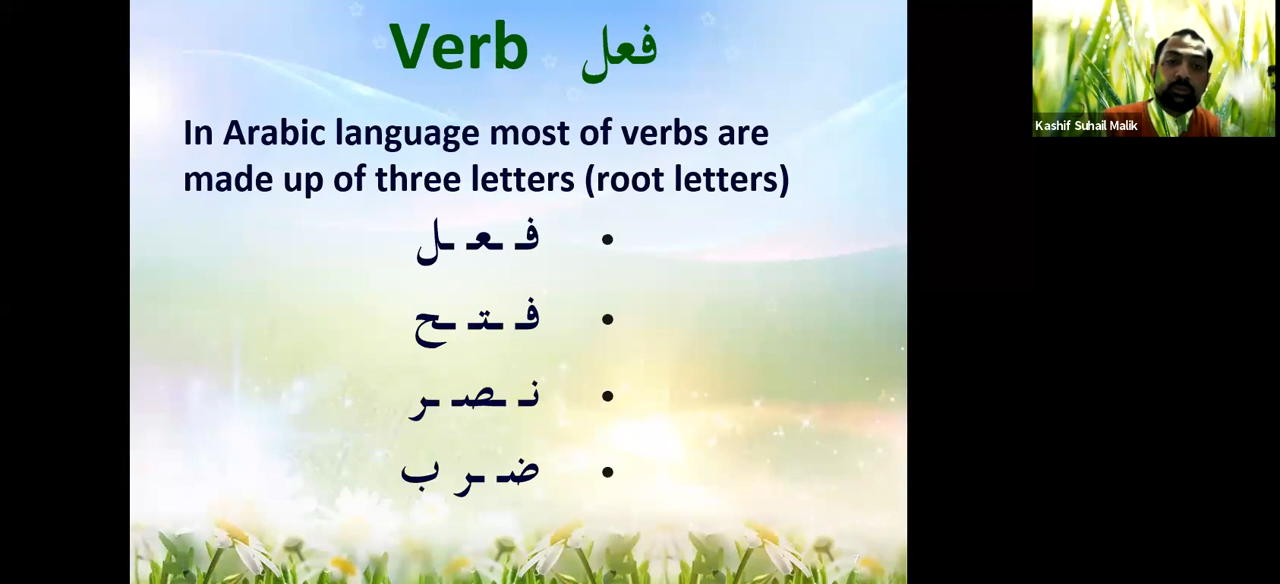 Verb فعل
In Arabic language most of verbs are
made up of three letters (root letters)
• فـ ـعـ ـل
• فـ ـتـ ـح
• نـ ـصـ ـر
• ضـ ـر ب
Kashif Suhail Malik